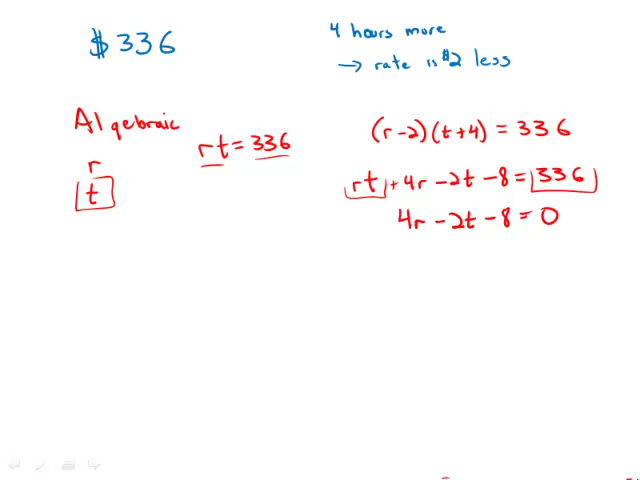 $336
4 hours more
→ rate is $2 less
Algebraic
r
t
rt = 336
(r-2)(t+4) = 336
rt + 4r - 2t - 8 = 336
4r - 2t - 8 = 0